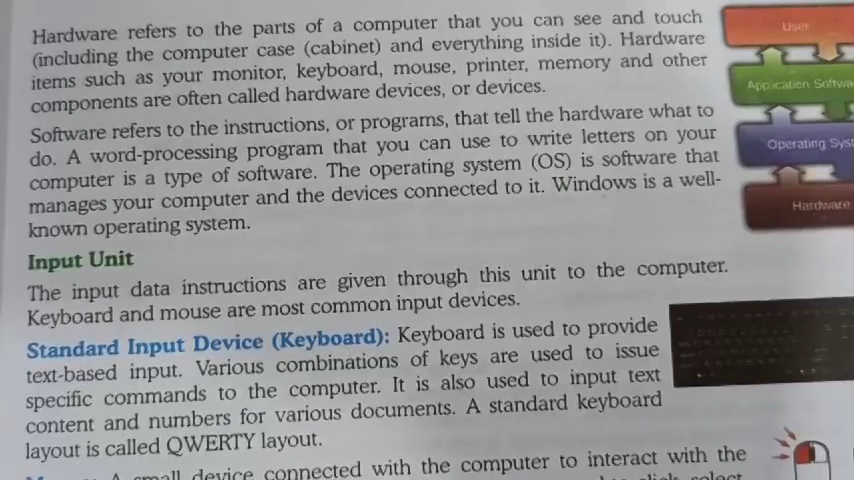 Hardware refers to the parts of a computer that you can see and touch
(including the computer case (cabinet) and everything inside it). Hardware
items such as your monitor, keyboard, mouse, printer, memory and other
components are often called hardware devices, or devices.
Software refers to the instructions, or programs, that tell the hardware what to
do. A word-processing program that you can use to write letters on your
computer is a type of software. The operating system (OS) is software that
manages your computer and the devices connected to it. Windows is a well-
known operating system.
User
Application Softwa
Operating Syst
Hardware
Input Unit
The input data instructions are given through this unit to the computer.
Keyboard and mouse are most common input devices.
Standard Input Device (Keyboard): Keyboard is used to provide
text-based input. Various combinations of keys are used to issue
specific commands to the computer. It is also used to input text
content and numbers for various documents. A standard keyboard
layout is called QWERTY layout.
A small device connected with the computer to interact with the
click, select